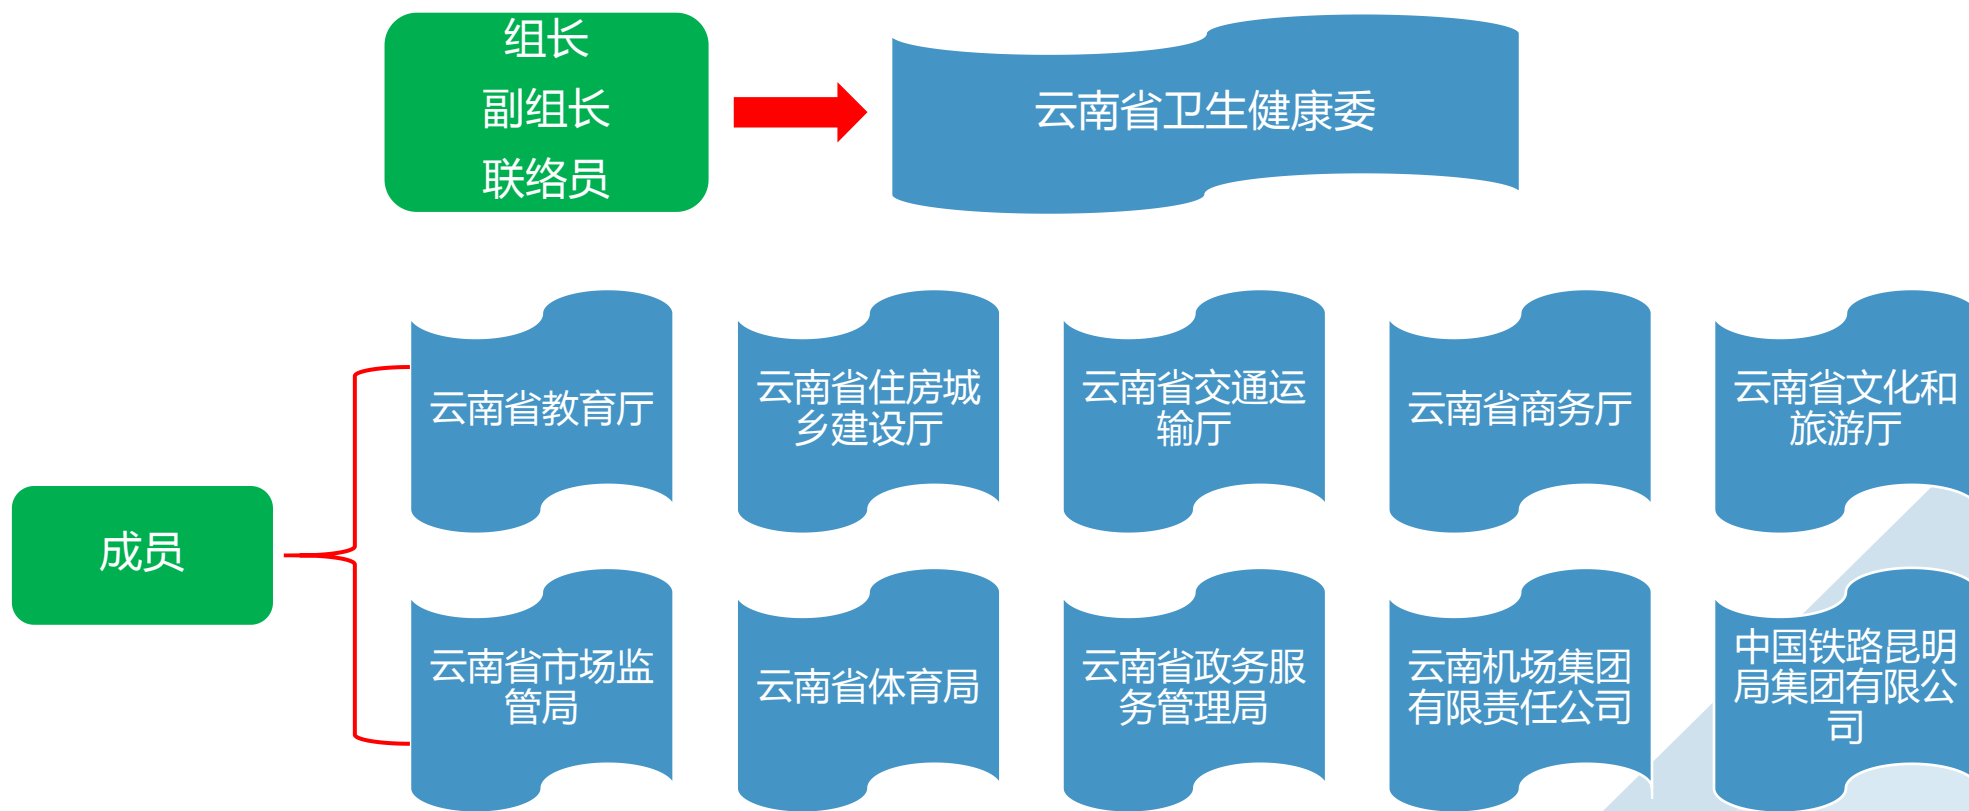 组长
副组长
联络员
云南省卫生健康委
云南省教育厅
云南省住房城
乡建设厅
云南省交通运
输厅
云南省商务厅
云南省文化和
旅游厅
成员
云南省市场监
管局
云南省体育局
云南省政务服
务管理局
云南机场集团
有限责任公司
中国铁路昆明
局集团有限公
司